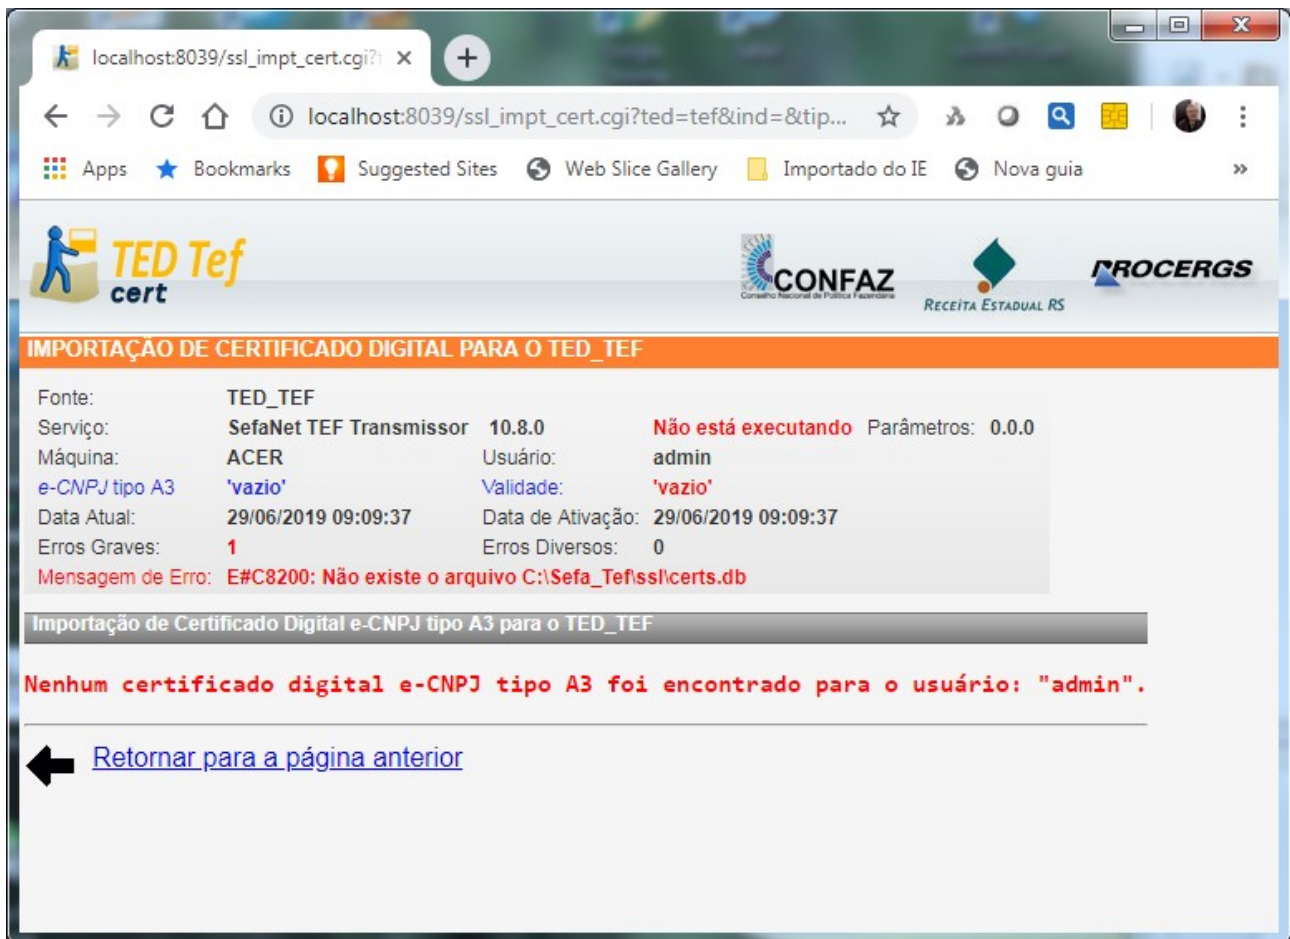 localhost:8039/ssl_impt_cert.cgi?t
localhost:8039/ssl_impt_cert.cgi?ted=tef&ind=&tip...
Apps Bookmarks Suggested Sites Web Slice Gallery Importado do IE Nova guia »
TED Tef
cert
CONFAZ
Conselho Nacional de Política Fazendária
RECEITA ESTADUAL RS
PROCERGS
IMPORTAÇÃO DE CERTIFICADO DIGITAL PARA O TED_TEF
Fonte: TED_TEF
Serviço: SefaNet TEF Transmissor 10.8.0 Não está executando Parâmetros: 0.0.0
Máquina: ACER Usuário: admin
e-CNPJ tipo A3 'vazio' Validade: 'vazio'
Data Atual: 29/06/2019 09:09:37 Data de Ativação: 29/06/2019 09:09:37
Erros Graves: 1 Erros Diversos: 0
Mensagem de Erro: E#C8200: Não existe o arquivo C:\Sefa_Tef\ssl\certs.db
Importação de Certificado Digital e-CNPJ tipo A3 para o TED_TEF
Nenhum certificado digital e-CNPJ tipo A3 foi encontrado para o usuário: "admin".
Retornar para a página anterior